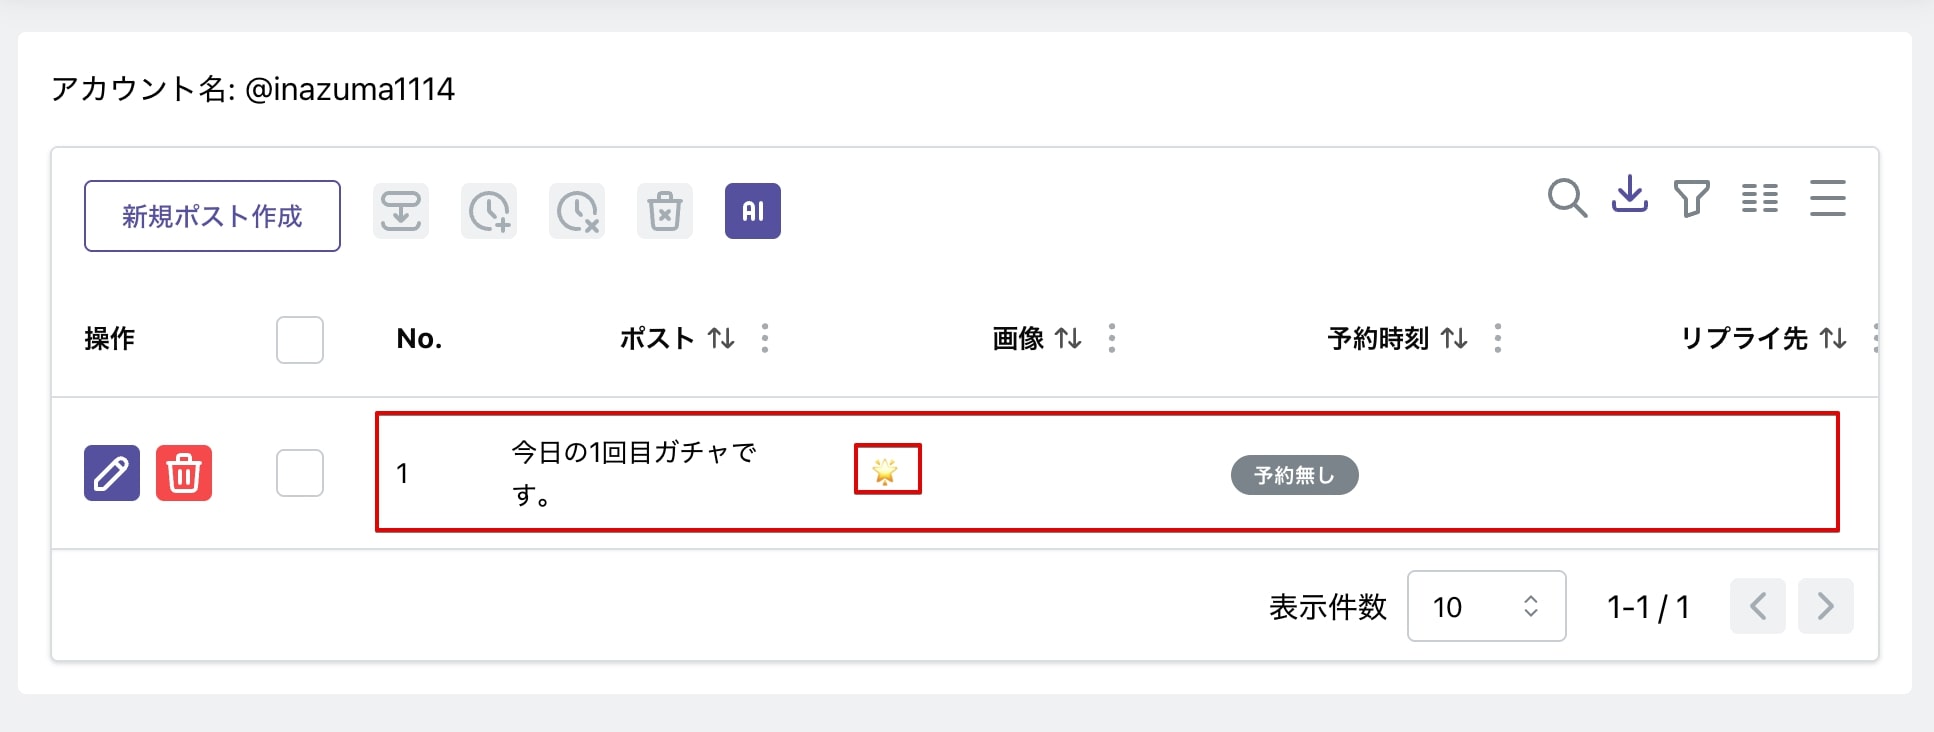 アカウント名: @inazuma1114
新規ポスト作成 AI
操作 No. ポスト 画像 予約時刻 リプライ先
1 今日の1回目ガチャで
す。
予約無し
表示件数 10 1-1 / 1